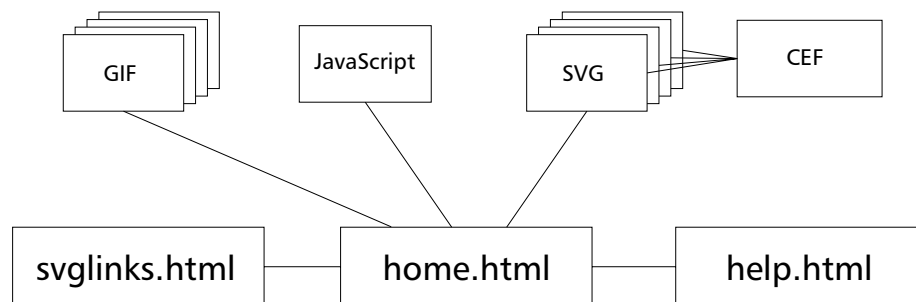 GIF
JavaScript
SVG
CEF
svglinks.html
home.html
help.html